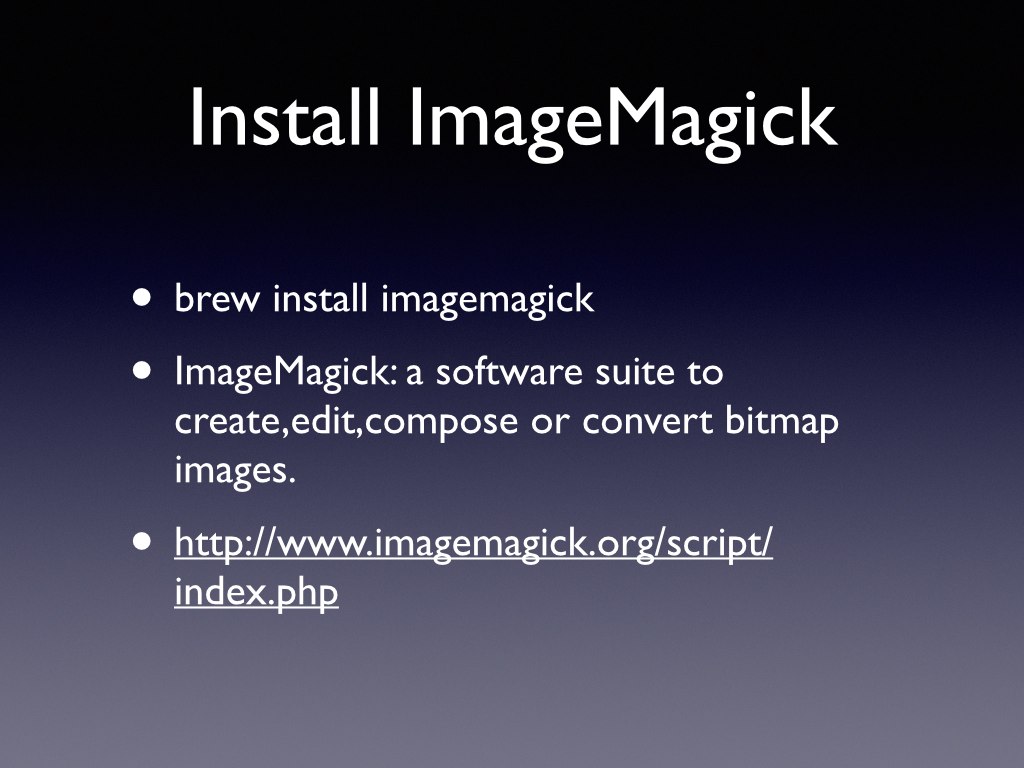 Install ImageMagick
• brew install imagemagick
• ImageMagick: a software suite to
create,edit,compose or convert bitmap
images.
• http://www.imagemagick.org/script/
index.php